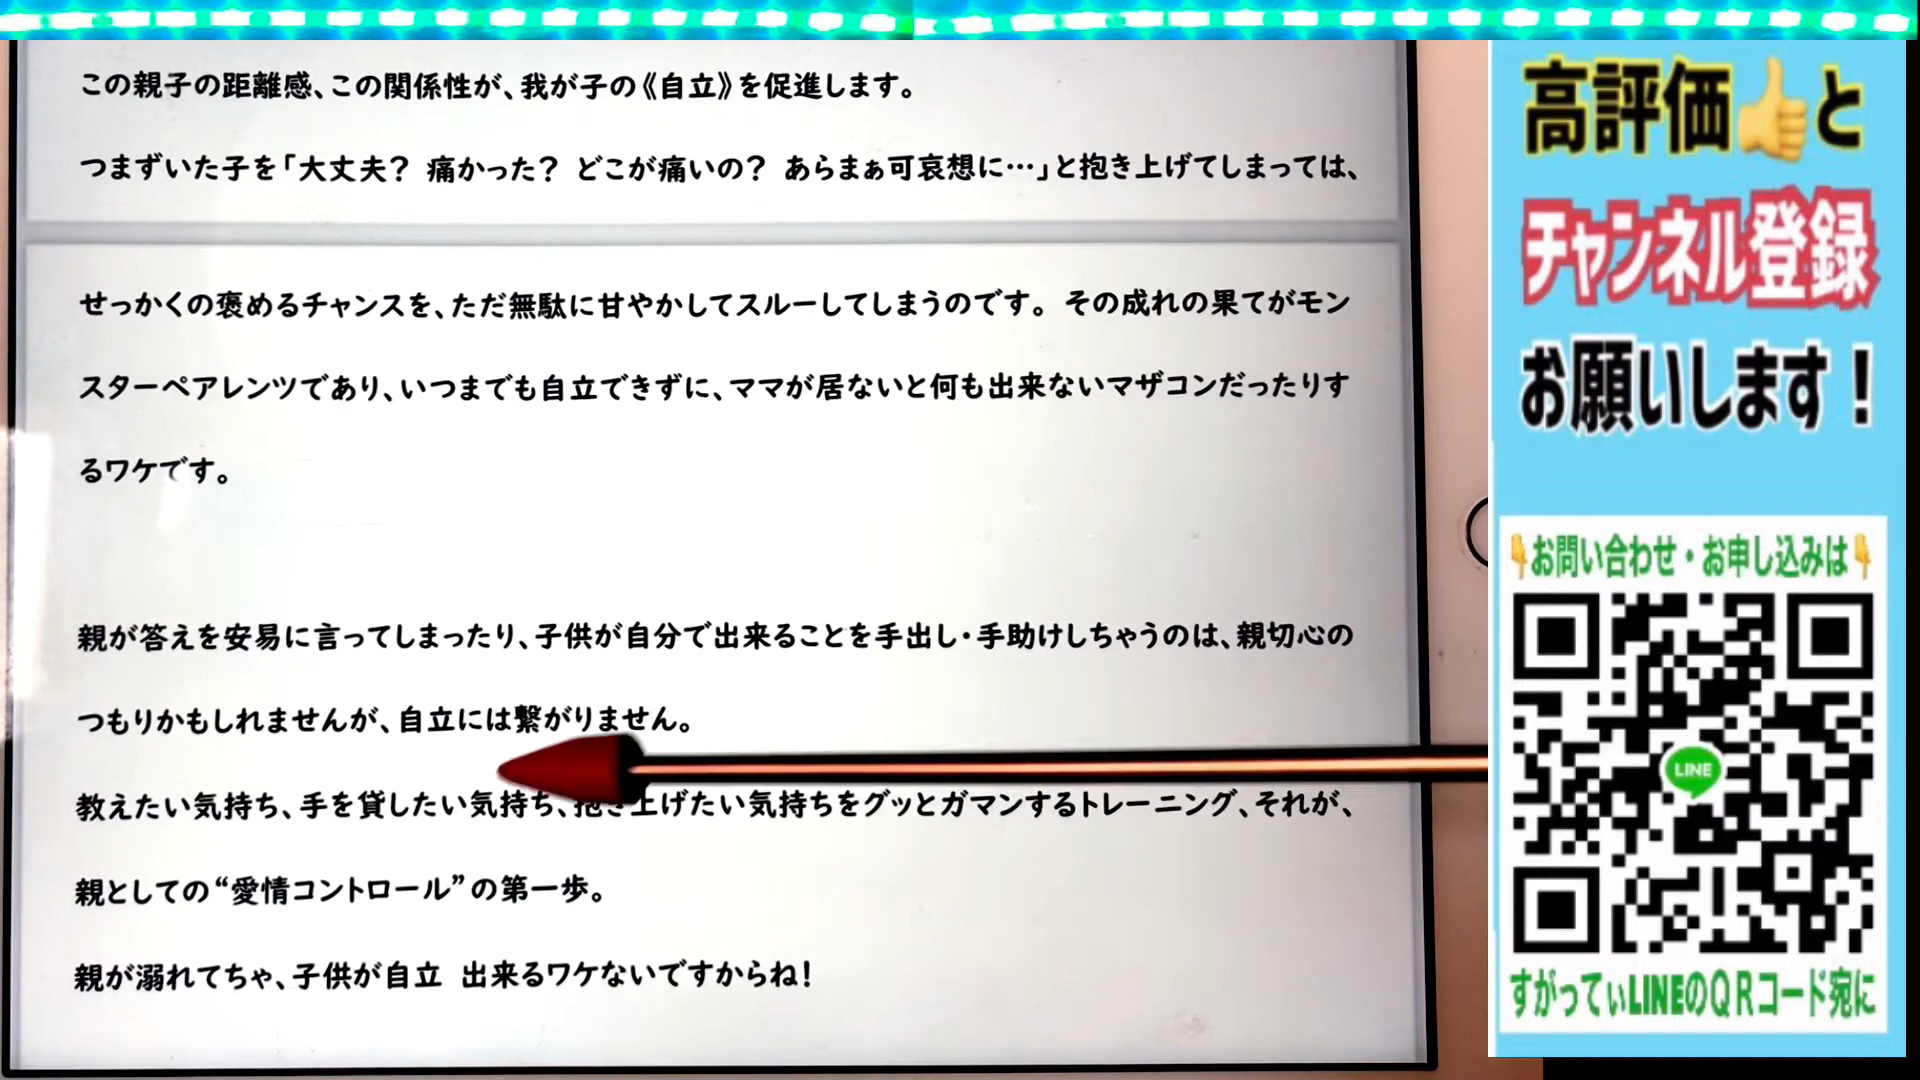 この親子の距離感、この関係性が、我が子の《自立》を促進します。
つまずいた子を「大丈夫？ 痛かった？ どこが痛いの？ あらまぁ可哀想に…」と抱き上げてしまっては、
せっかくの褒めるチャンスを、ただ無駄に甘やかしてスルーしてしまうのです。その成れの果てがモン
スターペアレンツであり、いつまでも自立できずに、ママが居ないと何も出来ないマザコンだったりす
るワケです。
親が答えを安易に言ってしまったり、子供が自分で出来ることを手出し・手助けしちゃうのは、親切心の
つもりかもしれませんが、自立には繋がりません。
教えたい気持ち、手を貸したい気持ち、抱き上げたい気持ちをグッとガマンするトレーニング、それが、
親としての“愛情コントロール”の第一歩。
親が溺れてちゃ、子供が自立 出来るワケないですからね！
高評価👍と
チャンネル登録
お願いします！
👇お問い合わせ・お申し込みは👇
LINE
すがってぃLINEのQRコード宛に